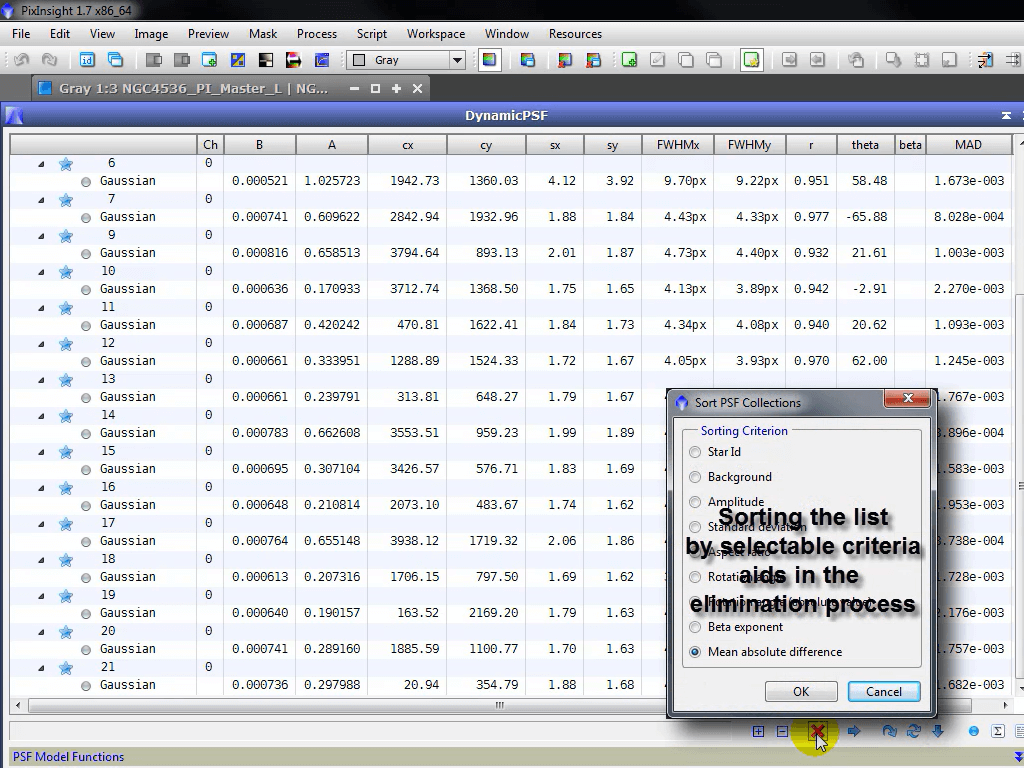 PixInsight 1.7 x86_64
File Edit View Image Preview Mask Process Script Workspace Window Resources
id Gray
Gray 1:3 NGC4536_PI_Master_L | NG...
DynamicPSF
Ch B A cx cy sx sy FWHMx FWHMy r theta beta MAD
6 0
Gaussian 0.000521 1.025723 1942.73 1360.03 4.12 3.92 9.70px 9.22px 0.951 58.48 1.673e-003
7 0
Gaussian 0.000741 0.609622 2842.94 1932.96 1.88 1.84 4.43px 4.33px 0.977 -65.88 8.028e-004
9 0
Gaussian 0.000816 0.658513 3794.64 893.13 2.01 1.87 4.73px 4.40px 0.932 21.61 1.003e-003
10 0
Gaussian 0.000636 0.170933 3712.74 1368.50 1.75 1.65 4.13px 3.89px 0.942 -2.91 2.270e-003
11 0
Gaussian 0.000687 0.420242 470.81 1622.41 1.84 1.73 4.34px 4.08px 0.940 20.62 1.093e-003
12 0
Gaussian 0.000661 0.333951 1288.89 1524.33 1.72 1.67 4.05px 3.93px 0.970 62.00 1.245e-003
13 0
Gaussian 0.000661 0.239791 313.81 648.27 1.79 1.67 .767e-003
14 0
Gaussian 0.000783 0.662608 3553.51 959.23 1.99 1.89 .896e-004
15 0
Gaussian 0.000695 0.307104 3426.57 576.71 1.83 1.69 .583e-003
16 0
Gaussian 0.000648 0.210814 2073.10 483.67 1.74 1.62 .953e-003
17 0
Gaussian 0.000764 0.655148 3938.12 1719.32 2.06 1.86 .738e-004
18 0
Gaussian 0.000613 0.207316 1706.15 797.50 1.69 1.62 .728e-003
19 0
Gaussian 0.000640 0.190157 163.52 2169.20 1.79 1.63 .176e-003
20 0
Gaussian 0.000741 0.289160 1885.59 1100.77 1.70 1.63 .757e-003
21 0
Gaussian 0.000736 0.297988 20.94 354.79 1.88 1.68 .682e-003
Sort PSF Collections
Sorting Criterion
Star Id
Background
Amplitude
Standard deviation
Aspect ratio
Rotation angle
Rotation angle (absolute value)
Beta exponent
Mean absolute difference
OK Cancel
Sorting the list
by selectable criteria
aids in the
elimination process
PSF Model Functions